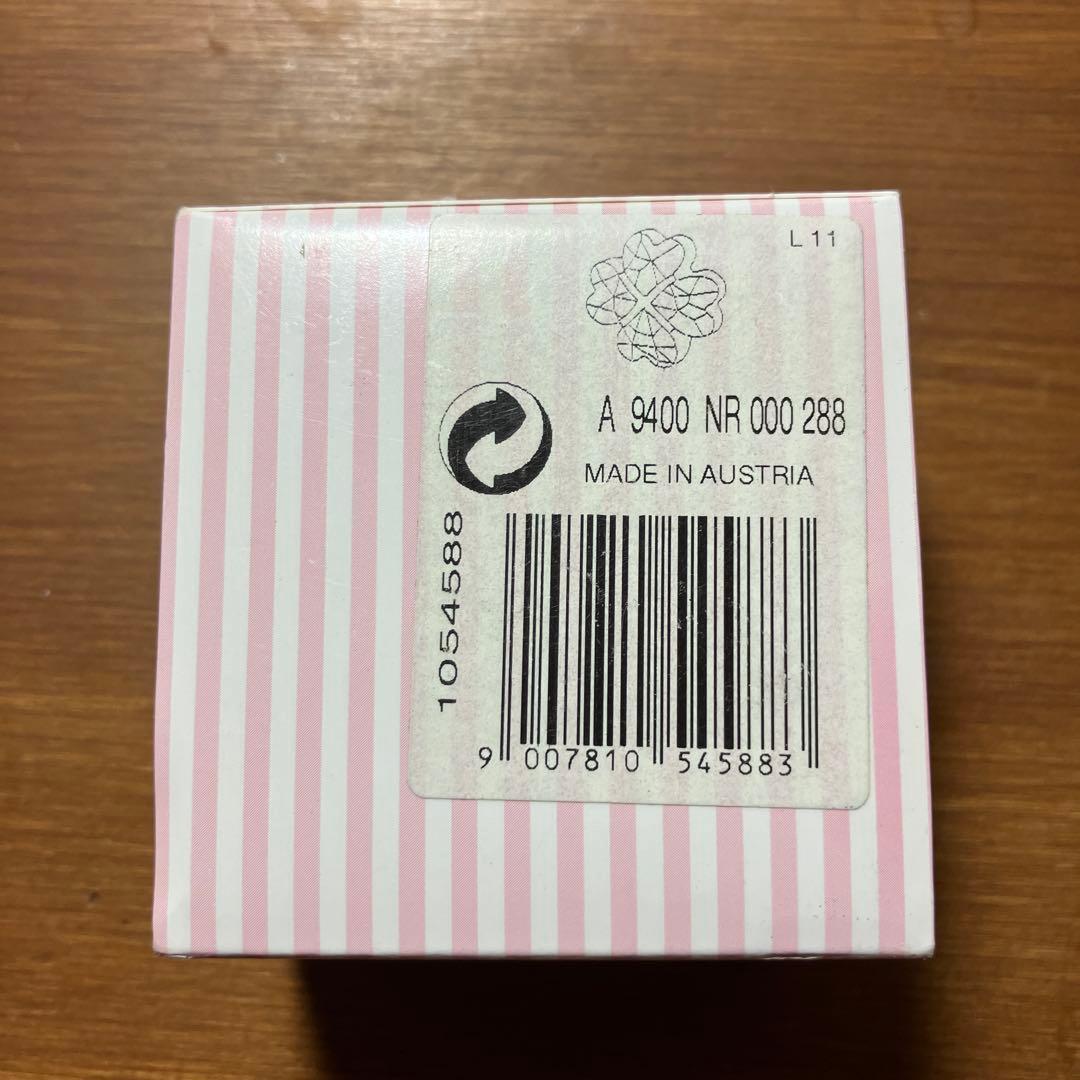 L 11
A 9400 NR 000 288
MADE IN AUSTRIA
1054588
9 007810 545883